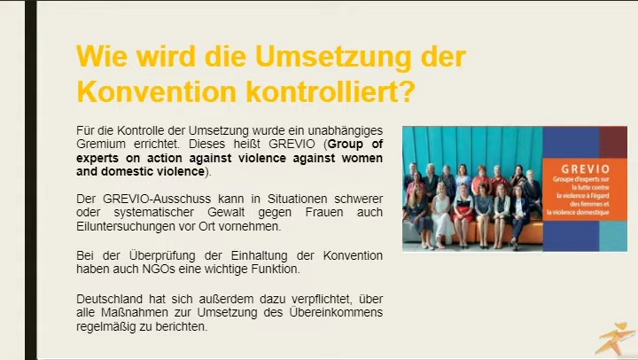 Wie wird die Umsetzung der
Konvention kontrolliert?
Für die Kontrolle der Umsetzung wurde ein unabhängiges
Gremium errichtet. Dieses heißt GREVIO (Group of
experts on action against violence against women
and domestic violence).
Der GREVIO-Ausschuss kann in Situationen schwerer
oder systematischer Gewalt gegen Frauen auch
Eiluntersuchungen vor Ort vornehmen.
Bei der Überprüfung der Einhaltung der Konvention
haben auch NGOs eine wichtige Funktion.
Deutschland hat sich außerdem dazu verpflichtet, über
alle Maßnahmen zur Umsetzung des Übereinkommens
regelmäßig zu berichten.
GREVIO
Groupe d'experts sur
la lutte contre
la violence à l'égard
des femmes et
la violence domestique